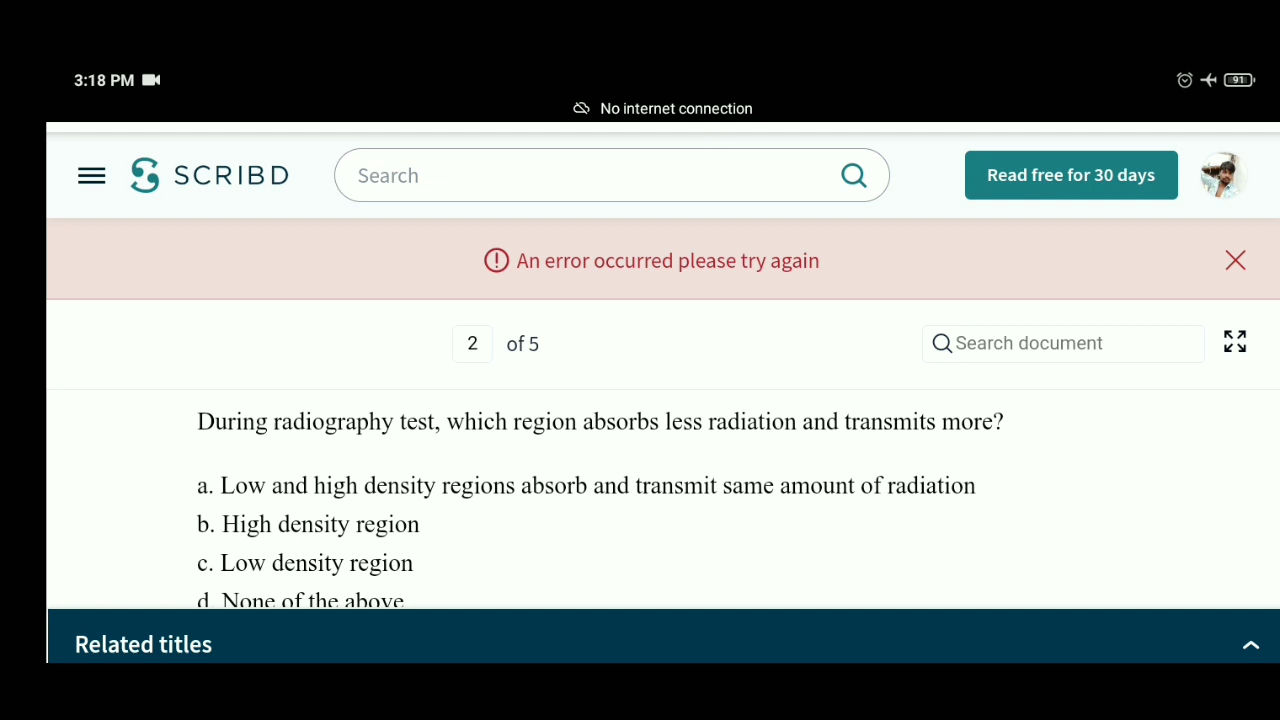 3:18 PM
91
No internet connection
SCRIBD
Search
Read free for 30 days
An error occurred please try again
2 of 5
Search document
During radiography test, which region absorbs less radiation and transmits more?
a. Low and high density regions absorb and transmit same amount of radiation
b. High density region
c. Low density region
d. None of the above
Related titles